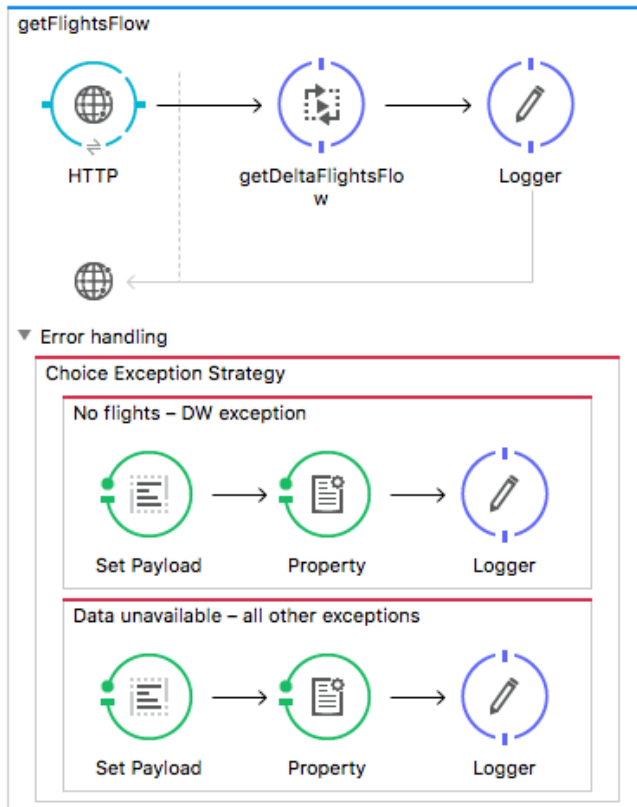 getFlightsFlow
HTTP
getDeltaFlightsFlo
w
Logger
Error handling
Choice Exception Strategy
No flights – DW exception
Set Payload
Property
Logger
Data unavailable – all other exceptions
Set Payload
Property
Logger